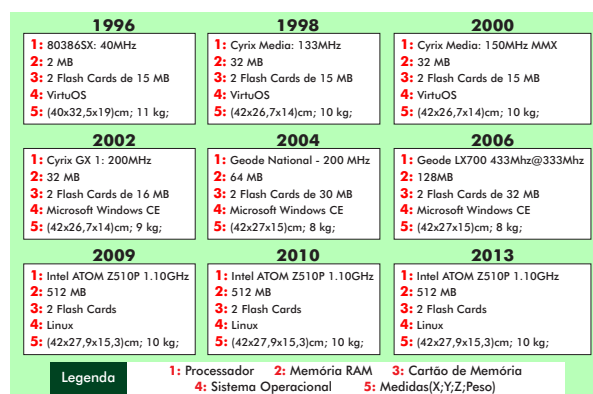 1996
1: 80386SX: 40MHz
2: 2 MB
3: 2 Flash Cards de 15 MB
4: VirtuOS
5: (40x32,5x19)cm; 11 kg;
1998
1: Cyrix Media: 133MHz
2: 32 MB
3: 2 Flash Cards de 15 MB
4: VirtuOS
5: (42x26,7x14)cm; 10 kg;
2000
1: Cyrix Media: 150MHz MMX
2: 32 MB
3: 2 Flash Cards de 15 MB
4: VirtuOS
5: (42x26,7x14)cm; 10 kg;
2002
1: Cyrix GX 1: 200MHz
2: 32 MB
3: 2 Flash Cards de 16 MB
4: Microsoft Windows CE
5: (42x26,7x14)cm; 9 kg;
2004
1: Geode National - 200 MHz
2: 64 MB
3: 2 Flash Cards de 30 MB
4: Microsoft Windows CE
5: (42x27x15)cm; 8 kg;
2006
1: Geode LX700 433Mhz@333Mhz
2: 128MB
3: 2 Flash Cards de 32 MB
4: Microsoft Windows CE
5: (42x27x15)cm; 8 kg;
2009
1: Intel ATOM Z510P 1.10GHz
2: 512 MB
3: 2 Flash Cards
4: Linux
5: (42x27,9x15,3)cm; 10 kg;
2010
1: Intel ATOM Z510P 1.10GHz
2: 512 MB
3: 2 Flash Cards
4: Linux
5: (42x27,9x15,3)cm; 10 kg;
2013
1: Intel ATOM Z510P 1.10GHz
2: 512 MB
3: 2 Flash Cards
4: Linux
5: (42x27,9x15,3)cm; 10 kg;
Legenda
1: Processador 2: Memória RAM 3: Cartão de Memória
4: Sistema Operacional 5: Medidas(X;Y;Z;Peso)